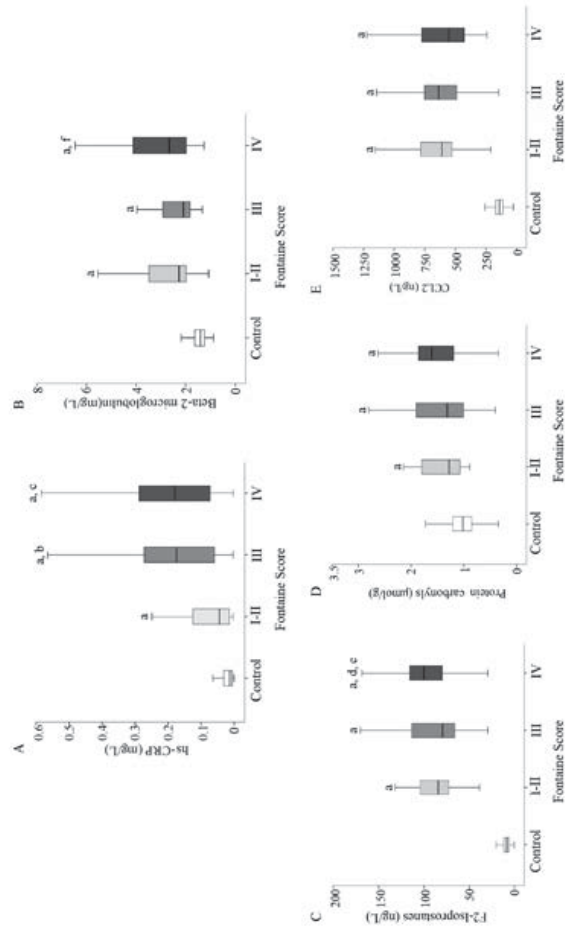 A
hs-CRP (mg/L)
0.6
0.5
0.4
0.3
0.2
0.1
0
a
a, b
a, c
Control
I-II
III
IV
Fontaine Score
B
Beta-2 microglobulin(mg/L)
8
6
4
2
0
a
a
a, f
Control
I-II
III
IV
Fontaine Score
C
F2-Isoprostanes (ng/L)
200
150
100
50
0
a
a
a, d, e
Control
I-II
III
IV
Fontaine Score
D
Protein carbonyls (µmol/g)
3.5
3
2
1
0
a
a
a
Control
I-II
III
IV
Fontaine Score
E
CCL2 (ng/L)
1500
1250
1000
750
500
250
0
a
a
a
Control
I-II
III
IV
Fontaine Score